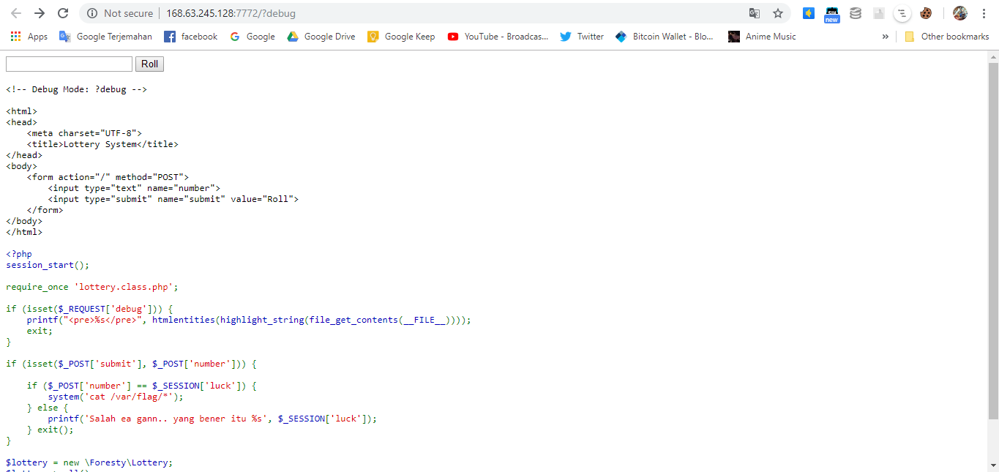 Not secure | 168.63.245.128:7772/?debug
new
Apps Google Terjemahan facebook Google Google Drive Google Keep YouTube - Broadcas... Twitter Bitcoin Wallet - Blo... Anime Music » Other bookmarks
Roll
<!-- Debug Mode: ?debug -->
<html>
<head>
    <meta charset="UTF-8">
    <title>Lottery System</title>
</head>
<body>
    <form action="/" method="POST">
        <input type="text" name="number">
        <input type="submit" name="submit" value="Roll">
    </form>
</body>
</html>
<?php
session_start();
require_once 'lottery.class.php';
if (isset($_REQUEST['debug'])) {
    printf("<pre>%s</pre>", htmlentities(highlight_string(file_get_contents(__FILE__))));
    exit;
}
if (isset($_POST['submit'], $_POST['number'])) {
    if ($_POST['number'] == $_SESSION['luck']) {
        system('cat /var/flag/*');
    } else {
        printf('Salah ea gann.. yang bener itu %s', $_SESSION['luck']);
    } exit();
}
$lottery = new \Foresty\Lottery;